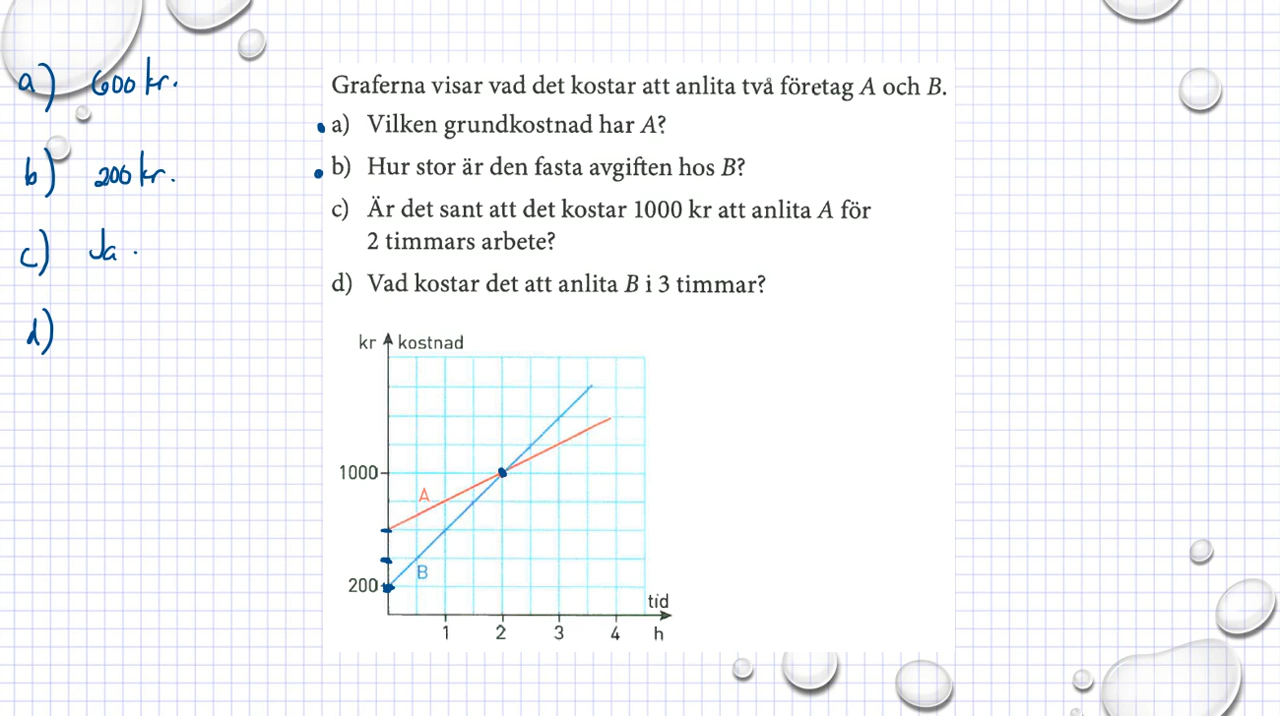 a) 600 kr.
b) 200 kr.
c) Ja.
d)
Graferna visar vad det kostar att anlita två företag A och B.
a) Vilken grundkostnad har A?
b) Hur stor är den fasta avgiften hos B?
c) Är det sant att det kostar 1000 kr att anlita A för
2 timmars arbete?
d) Vad kostar det att anlita B i 3 timmar?
kr kostnad
1000
A
B
200
tid
1 2 3 4 h